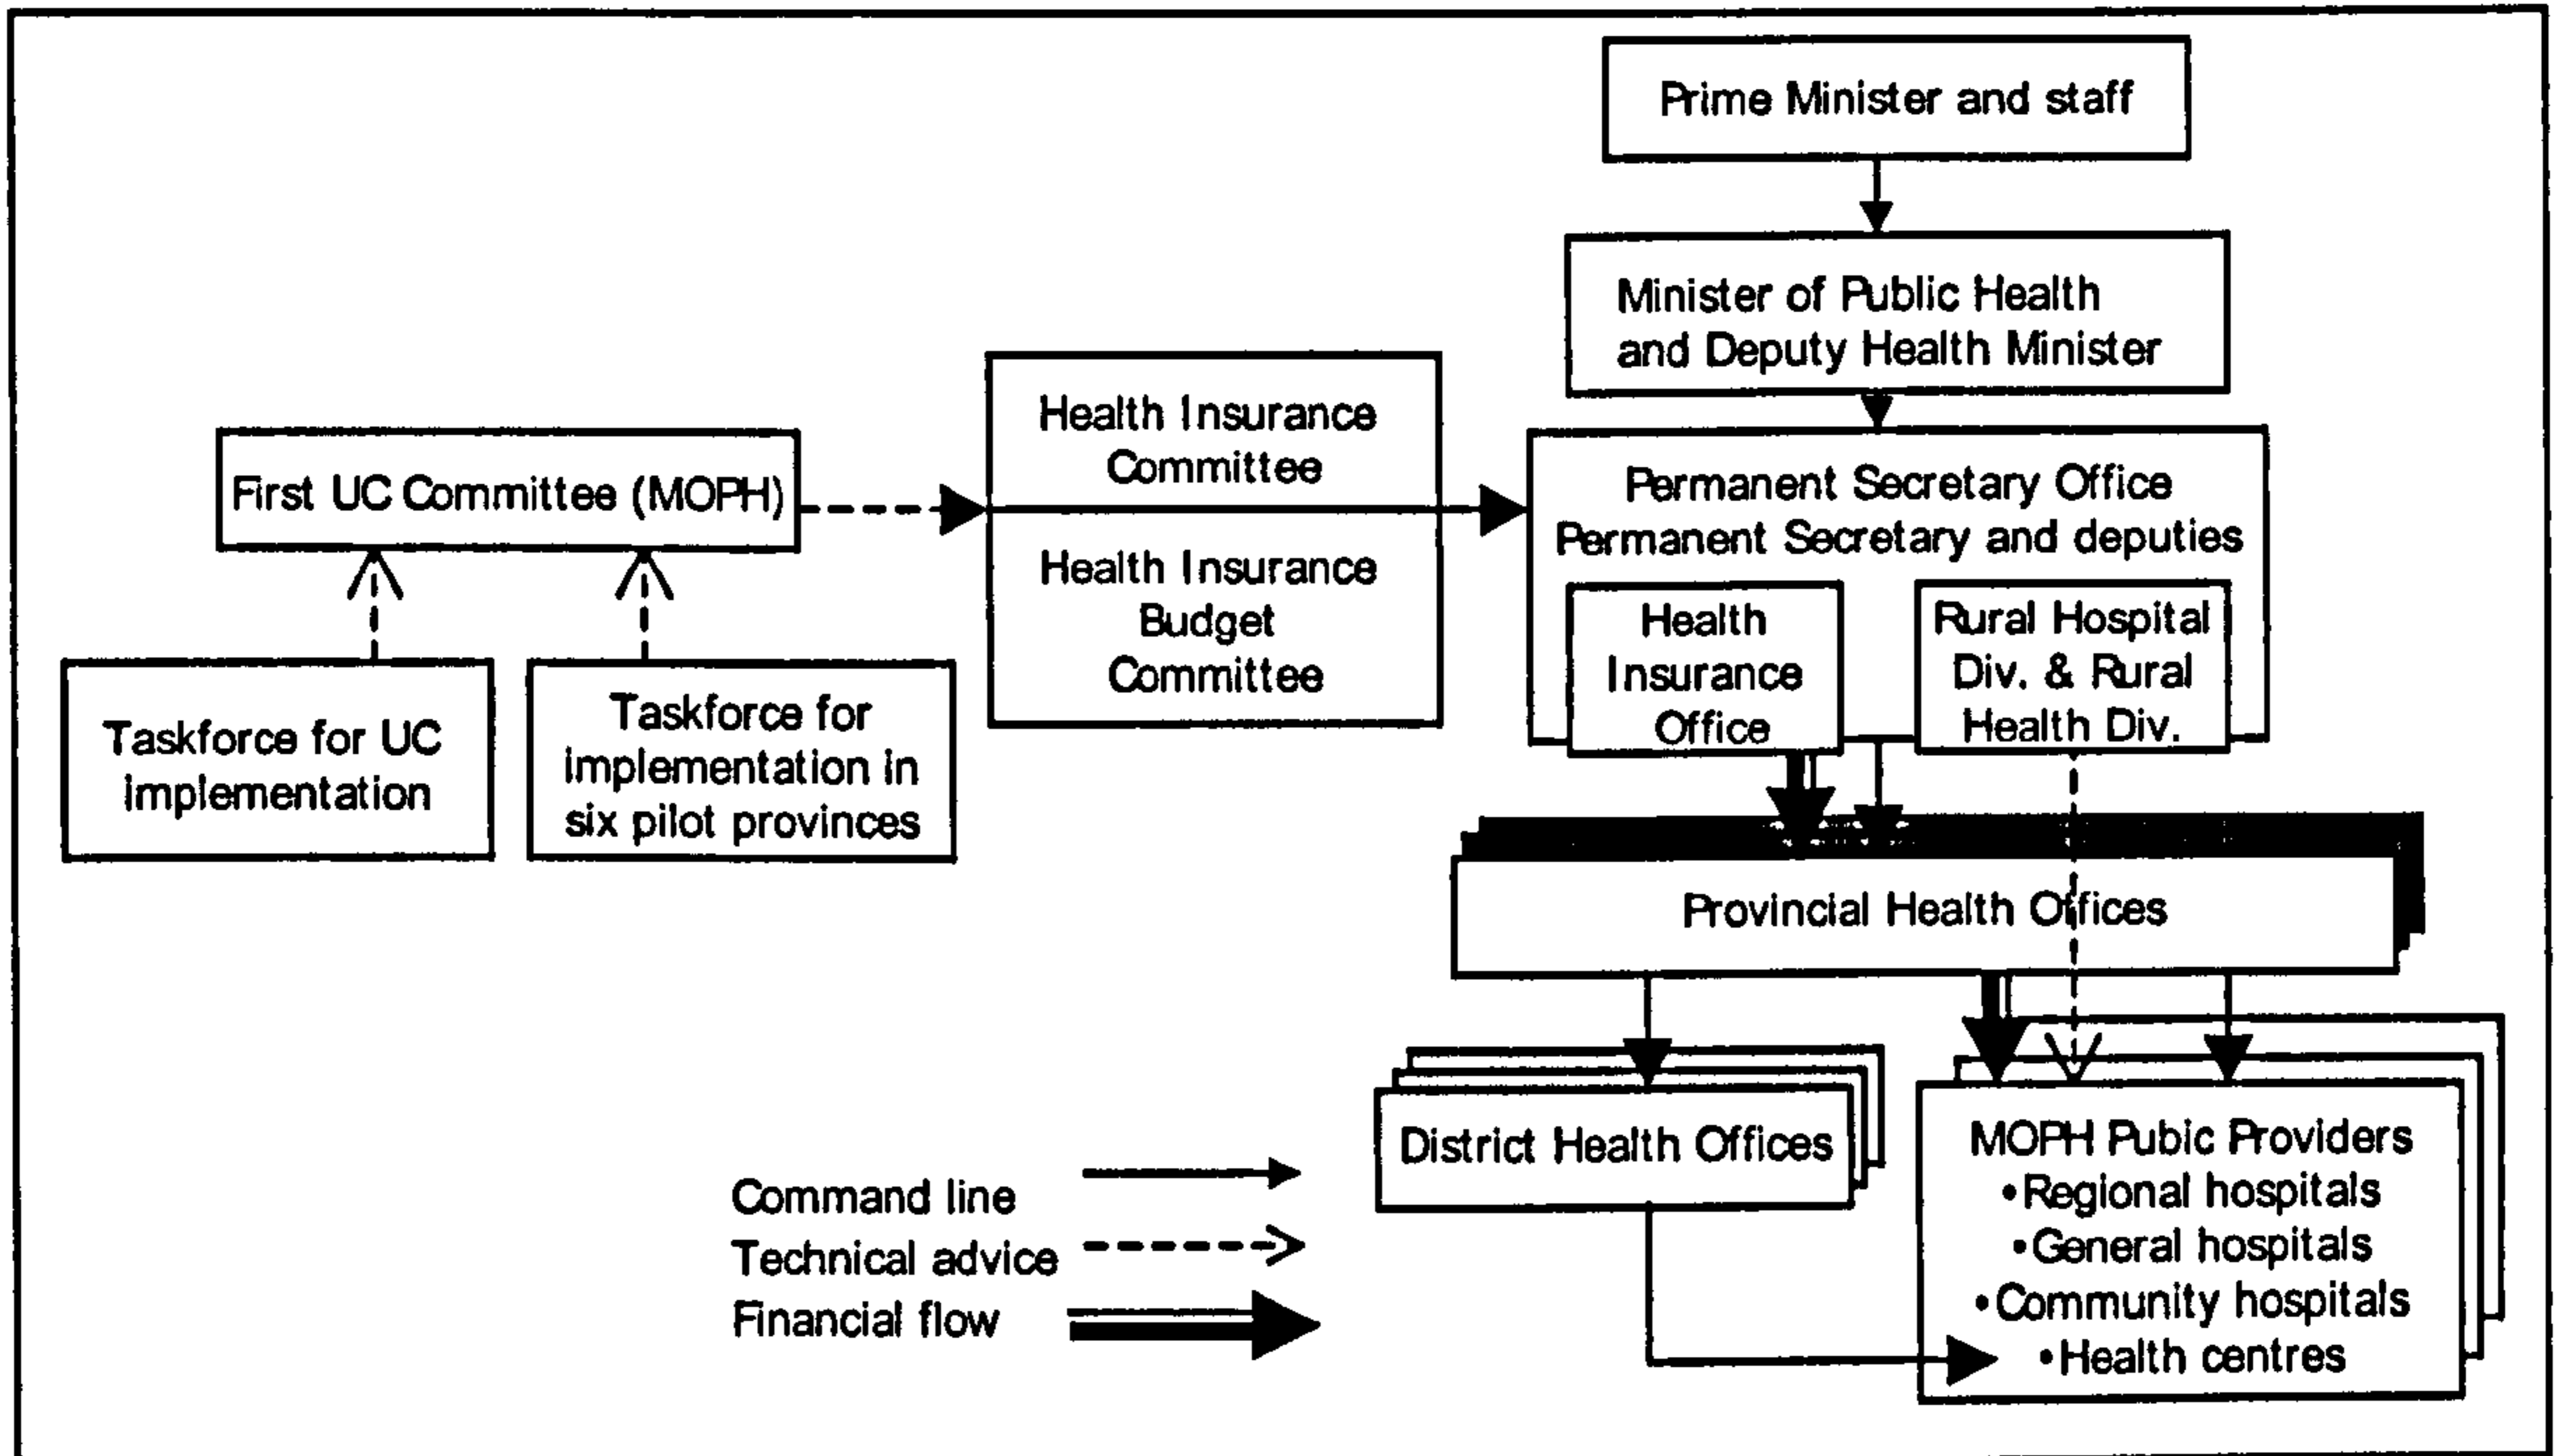 Prime Minister and staff
Minister of Public Health
and Deputy Health Minister
Health Insurance
Committee
Health Insurance
Budget
Committee
First UC Committee (MOPH)
Permanent Secretary Office
Permanent Secretary and deputies
Health
Insurance
Office
Rural Hospital
Div. & Rural
Health Div.
Taskforce for UC
implementation
Taskforce for
implementation in
six pilot provinces
Provincial Health Offices
District Health Offices
MOPH Pubic Providers
•Regional hospitals
•General hospitals
•Community hospitals
•Health centres
Command line
Technical advice
Financial flow